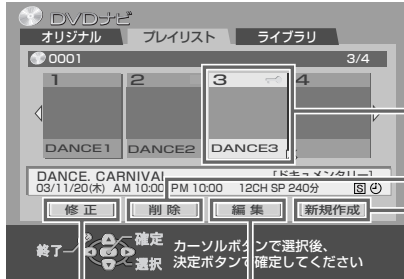 DVDナビ
オリジナル プレイリスト ライブラリ
0001 3/4
1 2 3 4
DANCE1 DANCE2 DANCE3
DANCE. CARNIVAL [ドキュメンタリー]
03/11/20(木) AM 10:00 PM 10:00 12CH SP 240分 S
修正 削除 編集 新規作成
終了 確定 選択 カーソルボタンで選択後、
決定ボタンで確定してください